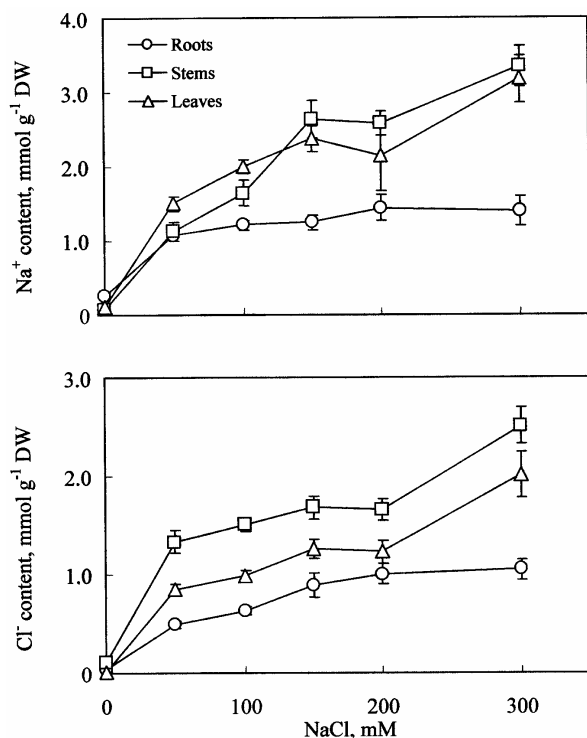 4.0
3.0
2.0
1.0
0
Na⁺ content, mmol g⁻¹ DW
Roots
Stems
Leaves
3.0
2.0
1.0
0
Cl⁻ content, mmol g⁻¹ DW
0 100 200 300
NaCl, mM